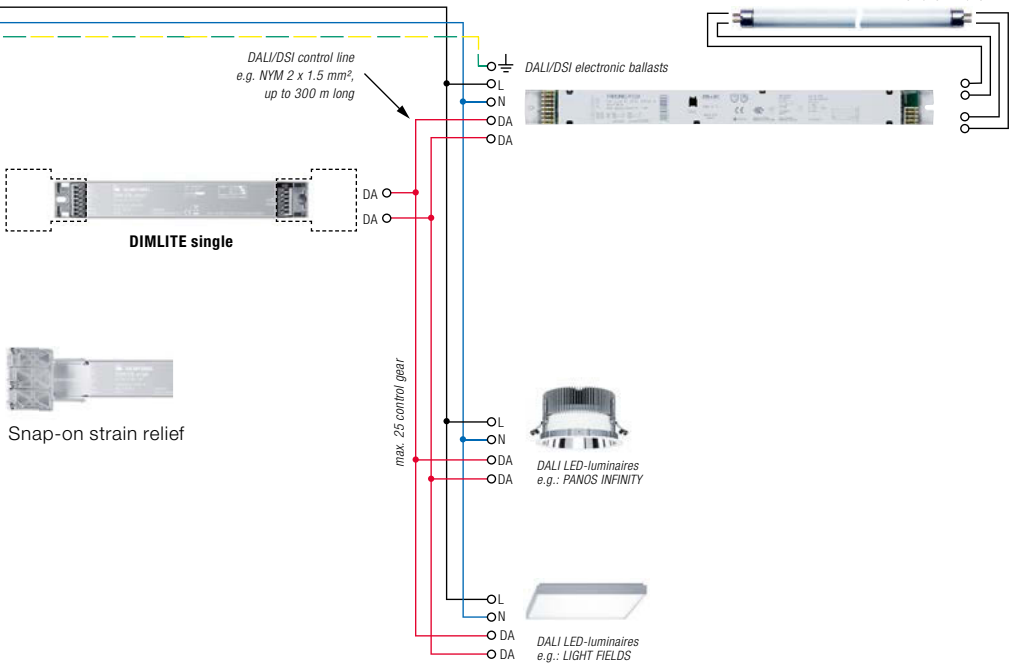 DALI/DSI control line
e.g. NYM 2 x 1.5 mm²,
up to 300 m long
DALI/DSI electronic ballasts
L
N
DA
DA
DA
DA
DIMLITE single
Snap-on strain relief
max. 25 control gear
L
N
DA
DA
DALI LED-luminaires
e.g.: PANOS INFINITY
L
N
DA
DA
DALI LED-luminaires
e.g.: LIGHT FIELDS